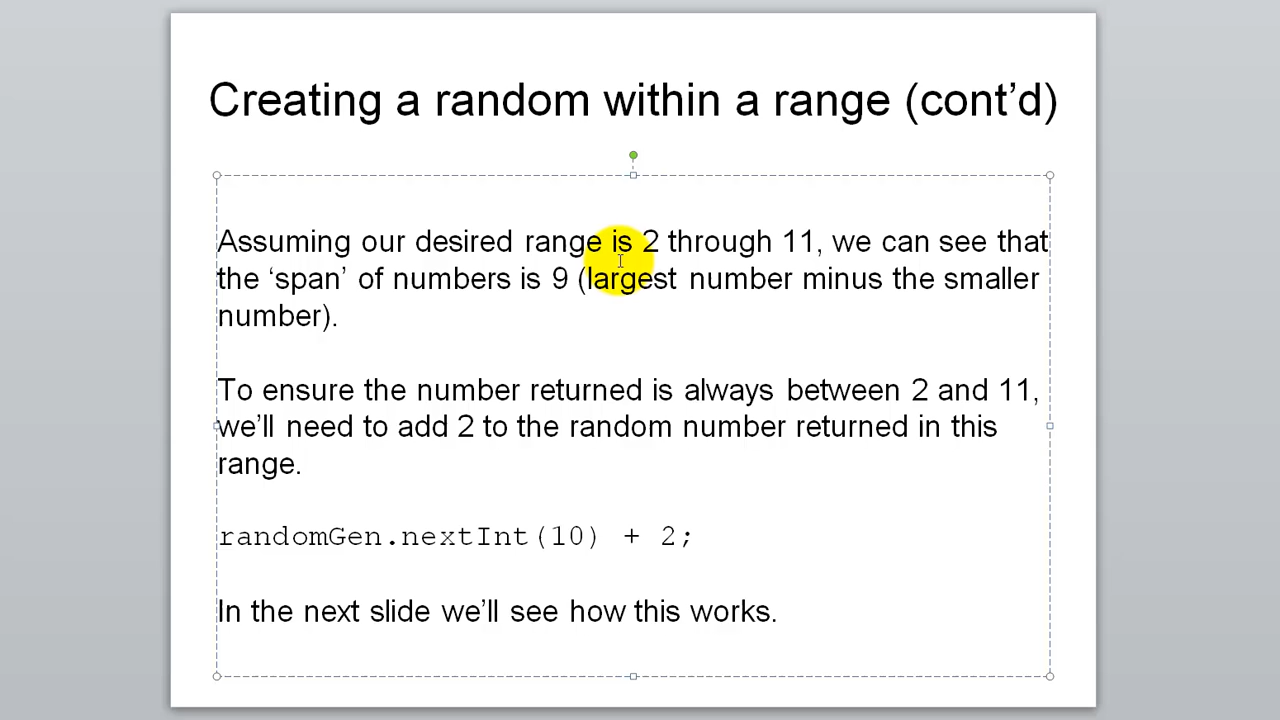 Creating a random within a range (cont’d)
Assuming our desired range is 2 through 11, we can see that
the ‘span’ of numbers is 9 (largest number minus the smaller
number).
To ensure the number returned is always between 2 and 11,
we’ll need to add 2 to the random number returned in this
range.
randomGen.nextInt(10) + 2;
In the next slide we’ll see how this works.